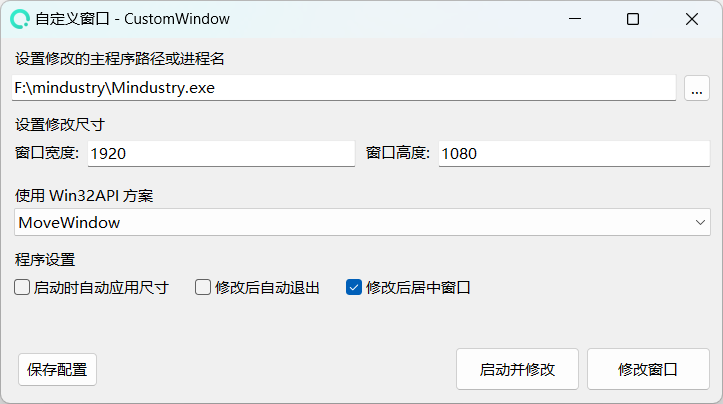 自定义窗口 - CustomWindow
设置修改的主程序路径或进程名
F:\mindustry\Mindustry.exe
...
设置修改尺寸
窗口宽度: 1920 窗口高度: 1080
使用 Win32API 方案
MoveWindow
程序设置
启动时自动应用尺寸 修改后自动退出 修改后居中窗口
保存配置 启动并修改 修改窗口